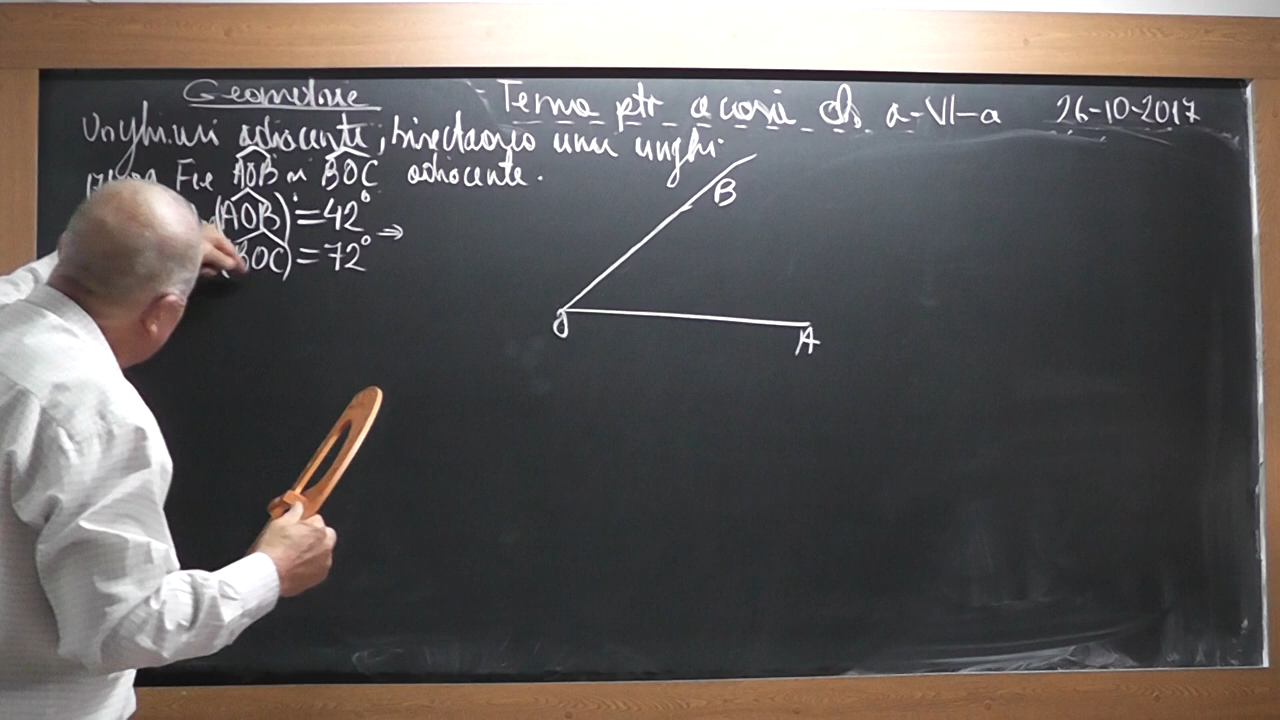 Geometrie
Tema ptr acasă cls a-VI-a 26-10-2017
Unghiuri adiacente, bisectoarea unui unghi
Fie AOB și BOC adiacente.
(AOB)° = 42°
BOC) = 72° ⇒
B
O
A